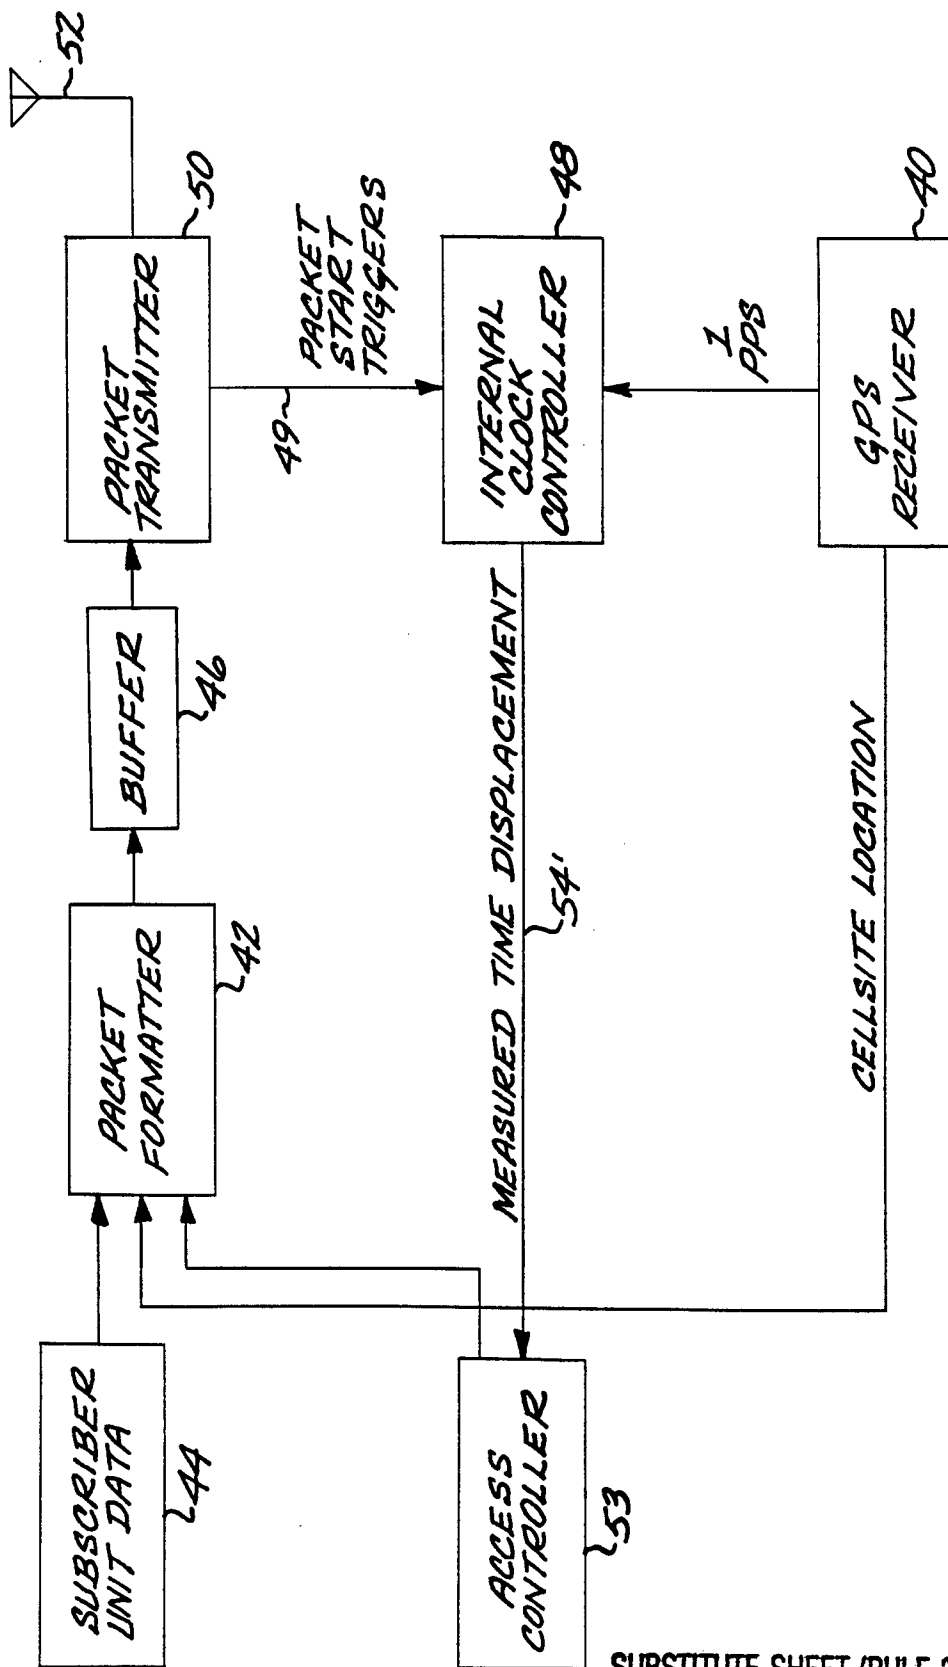 SUBSCRIBER
UNIT DATA
44
PACKET
FORMATTER
42
BUFFER
46
PACKET
TRANSMITTER
50
52
49
PACKET
START
TRIGGERS
ACCESS
CONTROLLER
53
MEASURED TIME DISPLACEMENT
54'
INTERNAL
CLOCK
CONTROLLER
48
1
PPS
CELLSITE LOCATION
GPS
RECEIVER
40
SUBSTITUTE SHEET (RULE